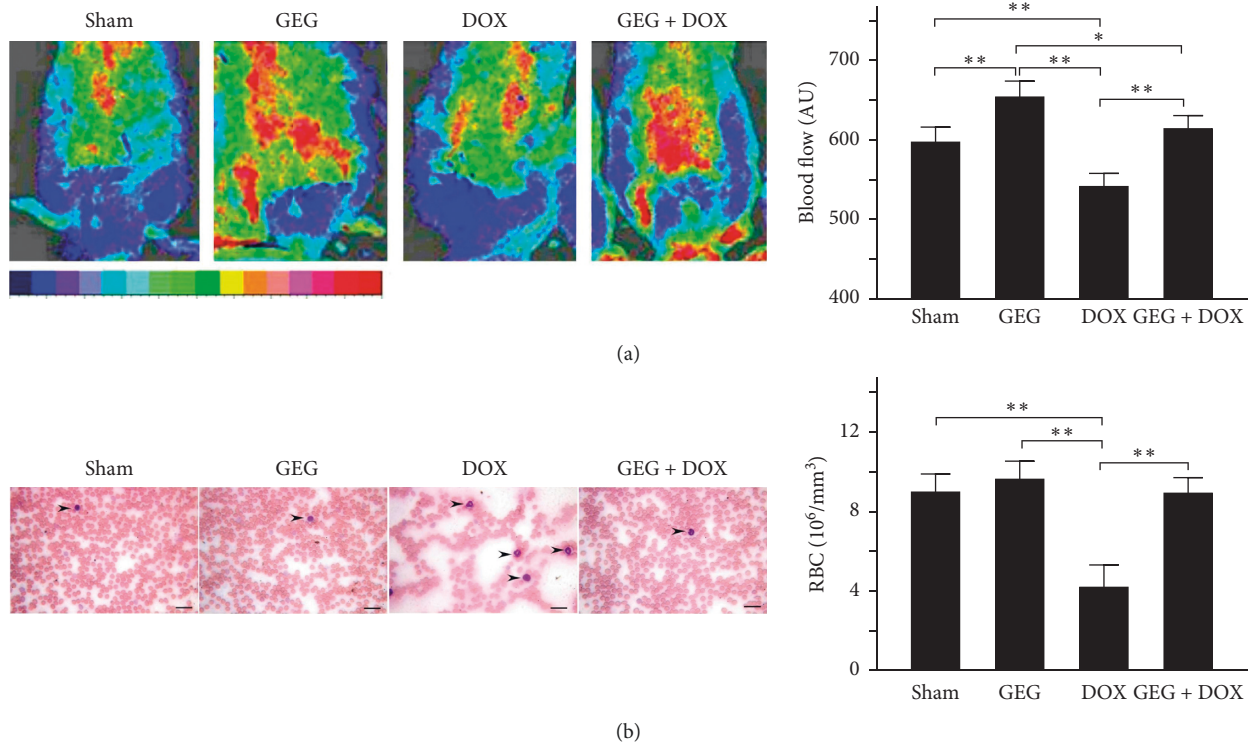 Sham GEG DOX GEG + DOX
Blood flow (AU)
700
600
500
400
** 
*
** ** 
**
Sham GEG DOX GEG + DOX
(a)
Sham GEG DOX GEG + DOX
RBC (10⁶/mm³)
12
8
4
0
**
**
**
Sham GEG DOX GEG + DOX
(b)